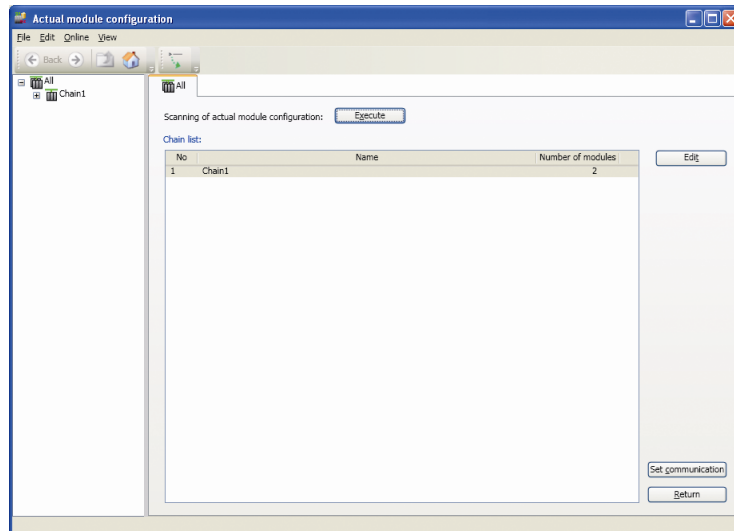 Actual module configuration
File Edit Online View
Back
All
Chain1
All
Scanning of actual module configuration: Execute
Chain list:
No Name Number of modules
1 Chain1 2
Edit
Set communication
Return